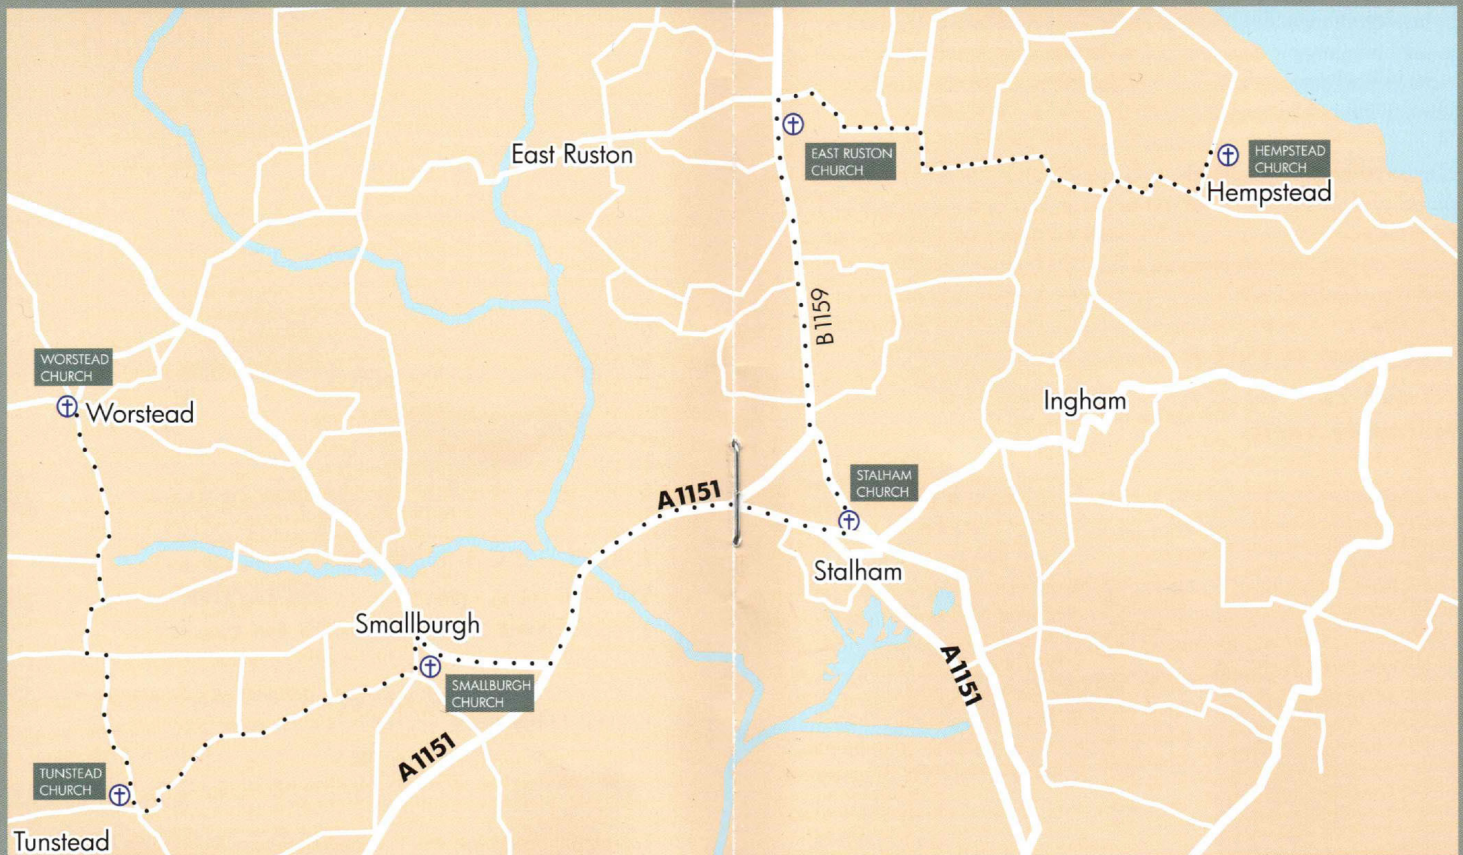 East Ruston
EAST RUSTON
CHURCH
HEMPSTEAD
CHURCH
Hempstead
B1159
WORSTEAD
CHURCH
Worstead
Ingham
STALHAM
CHURCH
A1151
Stalham
Smallburgh
SMALLBURGH
CHURCH
A1151
A1151
TUNSTEAD
CHURCH
Tunstead